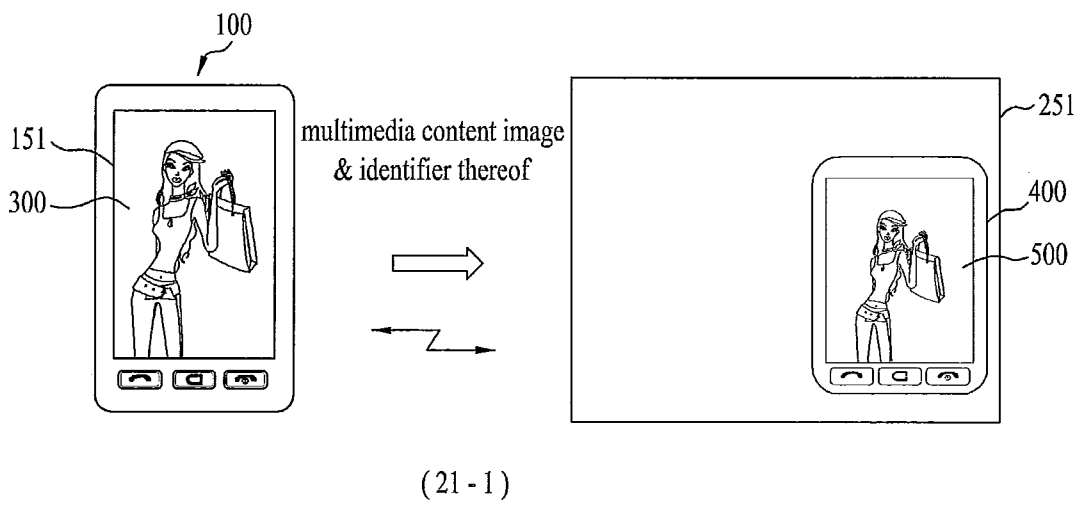 100
151
300
multimedia content image
& identifier thereof
251
400
500
( 21 - 1 )